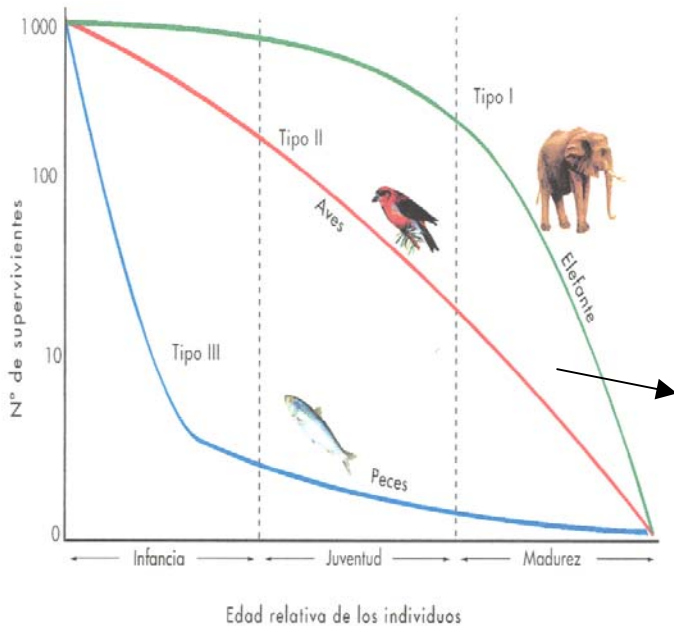 1000
Tipo I
Tipo II
100
Aves
Elefante
Nº de supervivientes
10
Tipo III
Peces
0
Infancia
Juventud
Madurez
Edad relativa de los individuos